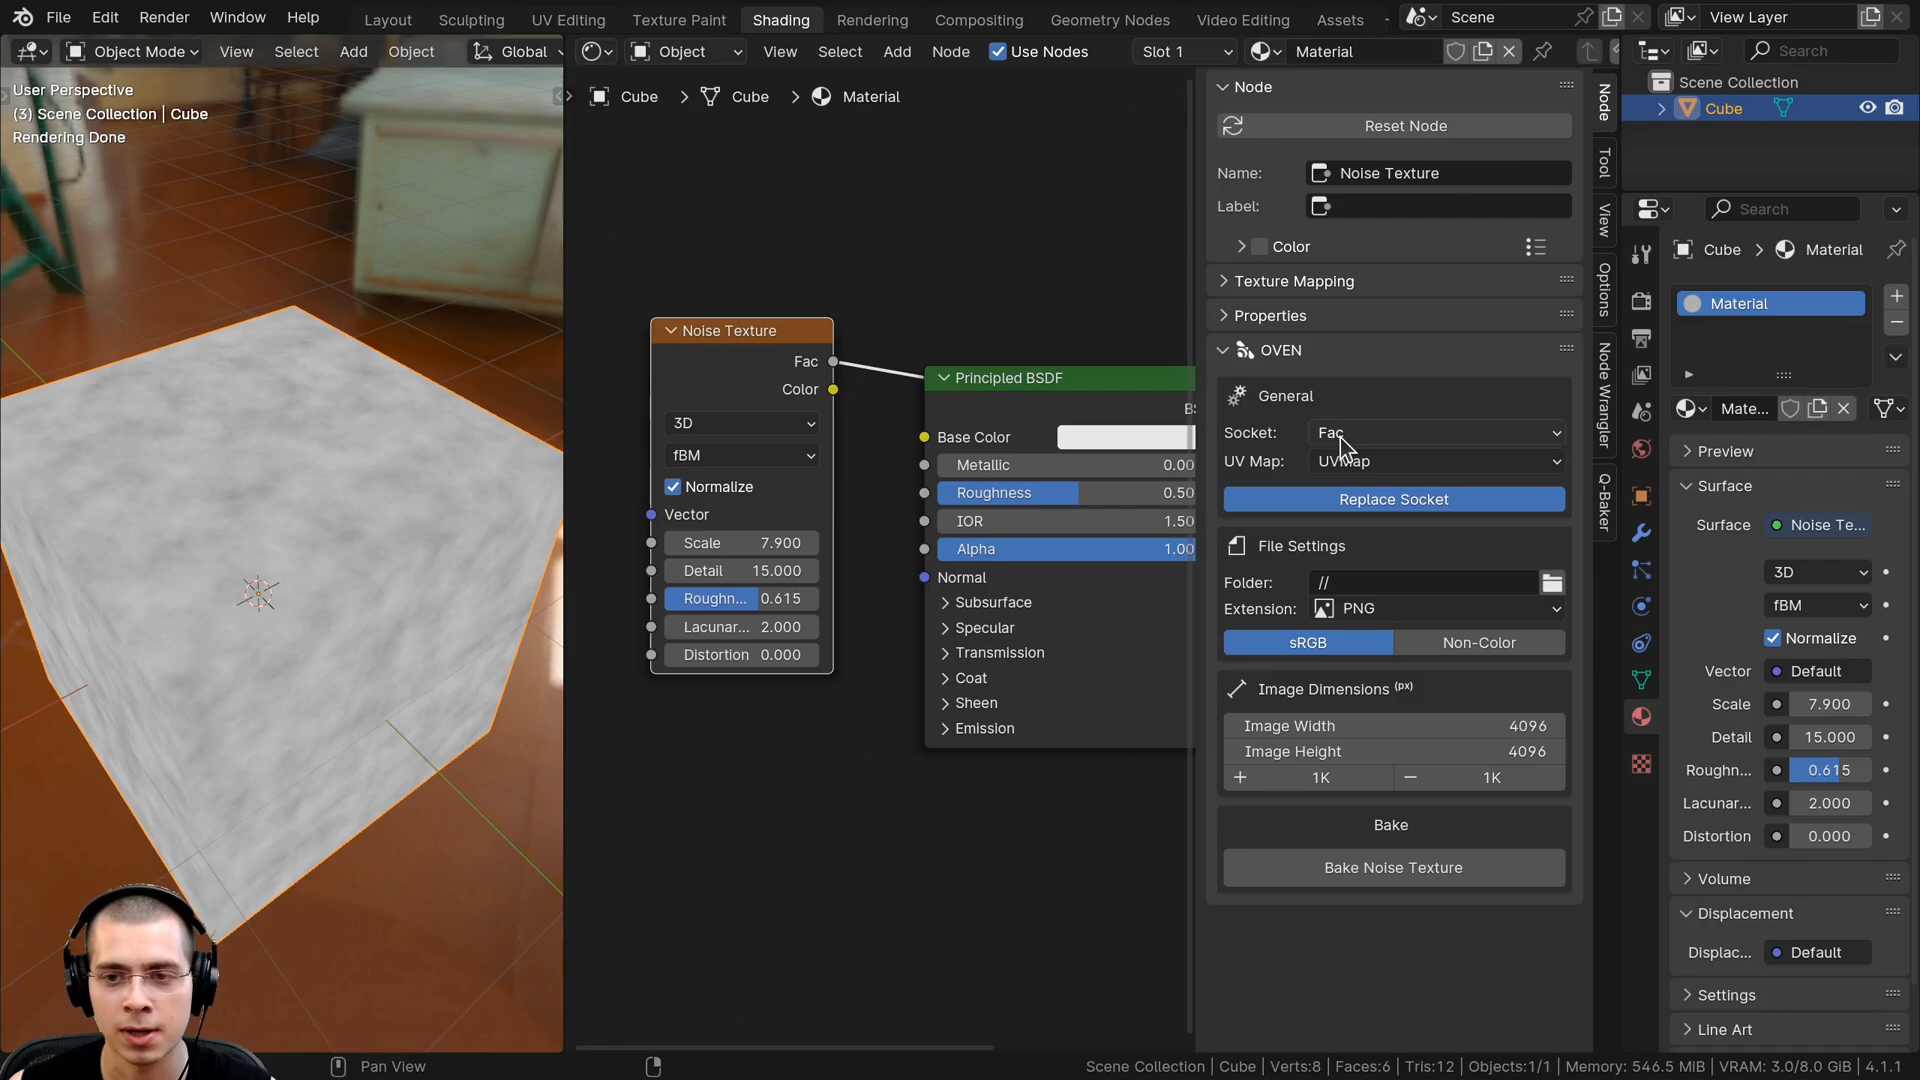 File Edit Render Window Help Layout Sculpting UV Editing Texture Paint Shading Rendering Compositing Geometry Nodes Video Editing Assets Scene View Layer
Object Mode View Select Add Object Global Object View Select Add Node Use Nodes Slot 1 Material Search
User Perspective
(3) Scene Collection | Cube
Rendering Done
Cube > Cube > Material
Noise Texture
Fac
Color
3D
fBM
Normalize
Vector
Scale 7.900
Detail 15.000
Roughn... 0.615
Lacunar... 2.000
Distortion 0.000
Principled BSDF
Base Color
Metallic 0.00
Roughness 0.50
IOR 1.50
Alpha 1.00
Normal
Subsurface
Specular
Transmission
Coat
Sheen
Emission
Node
Reset Node
Name: Noise Texture
Label:
Color
Texture Mapping
Properties
OVEN
General
Socket: Fac
UV Map: UVMap
Replace Socket
File Settings
Folder: //
Extension: PNG
sRGB Non-Color
Image Dimensions (px)
Image Width 4096
Image Height 4096
+ 1K − 1K
Bake
Bake Noise Texture
Node
Tool
View
Options
Node Wrangler
Q-Baker
Scene Collection
Cube
Search
Cube > Material
Material
Mate...
Preview
Surface
Surface Noise Te...
3D
fBM
Normalize
Vector Default
Scale 7.900
Detail 15.000
Roughn... 0.615
Lacunar... 2.000
Distortion 0.000
Volume
Displacement
Displac... Default
Settings
Line Art
Pan View
Scene Collection | Cube | Verts:8 | Faces:6 | Tris:12 | Objects:1/1 | Memory: 546.5 MiB | VRAM: 3.0/8.0 GiB | 4.1.1